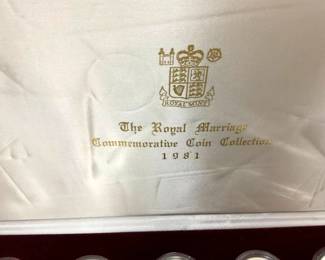 ROYAL MINT
The Royal Marriage
Commemorative Coin Collection
1981